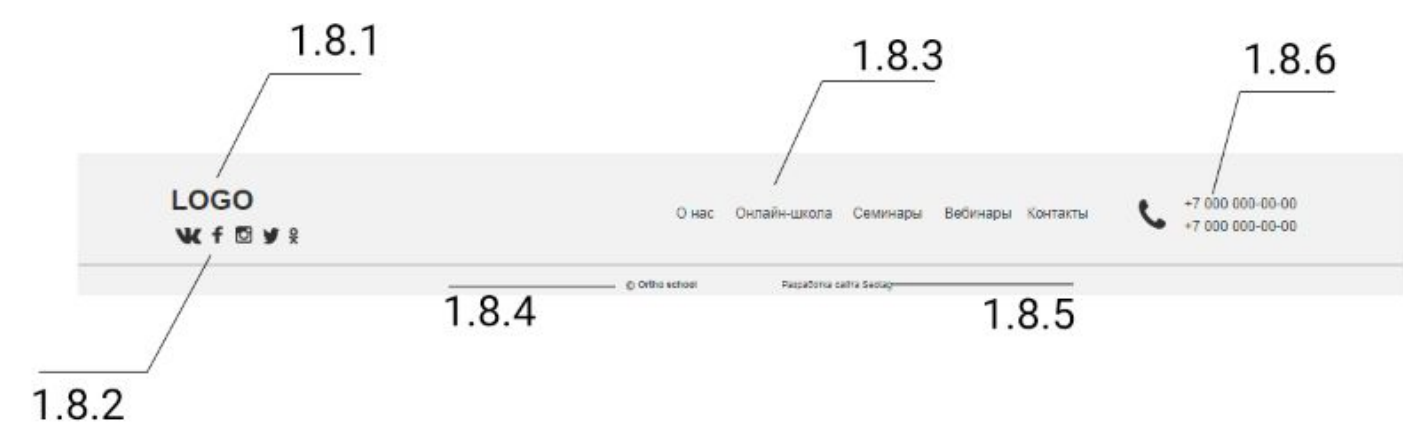 1.8.1
1.8.3
1.8.6
LOGO
О нас Онлайн-школа Семинары Вебинары Контакты
+7 000 000-00-00
+7 000 000-00-00
© Ortho school
Разработка сайта Seotag
1.8.4
1.8.5
1.8.2